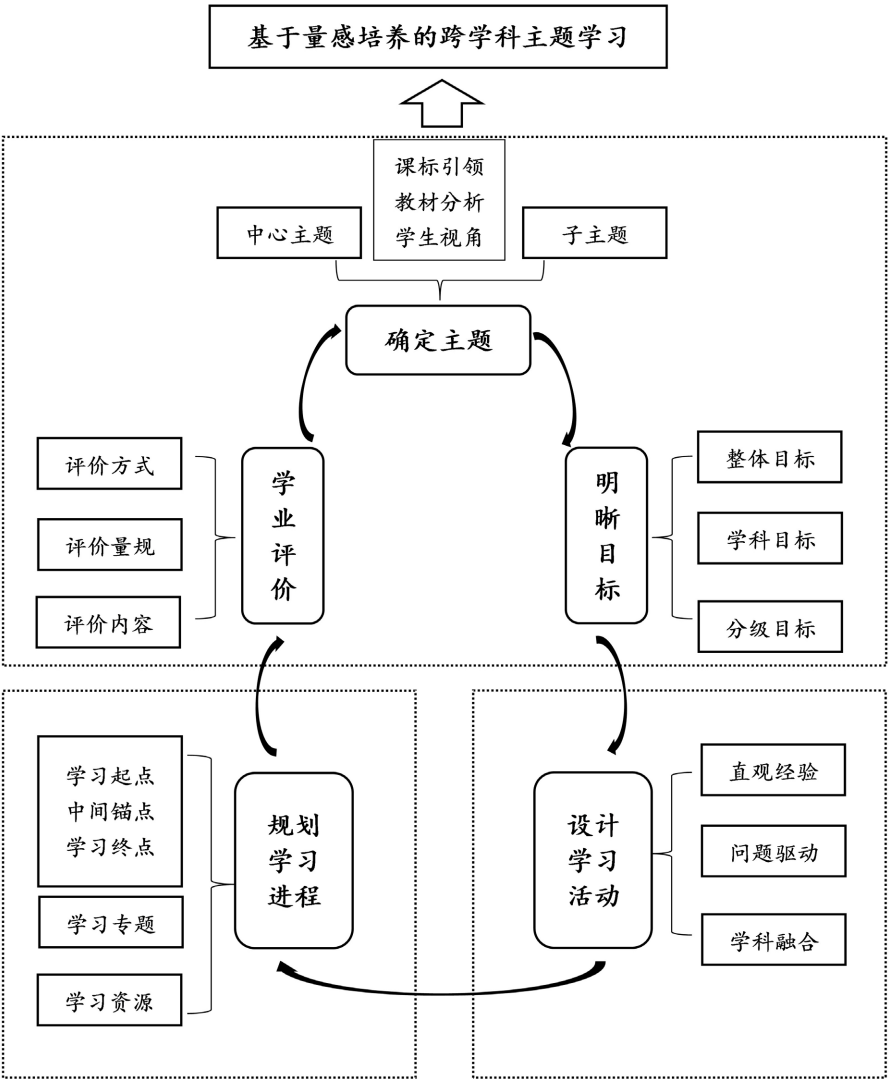 基于量感培养的跨学科主题学习
课标引领
教材分析
学生视角
中心主题
子主题
确定主题
学
业
评
价
评价方式
评价量规
评价内容
明
晰
目
标
整体目标
学科目标
分级目标
学习起点
中间锚点
学习终点
学习专题
学习资源
规划
学习
进程
设计
学习
活动
直观经验
问题驱动
学科融合